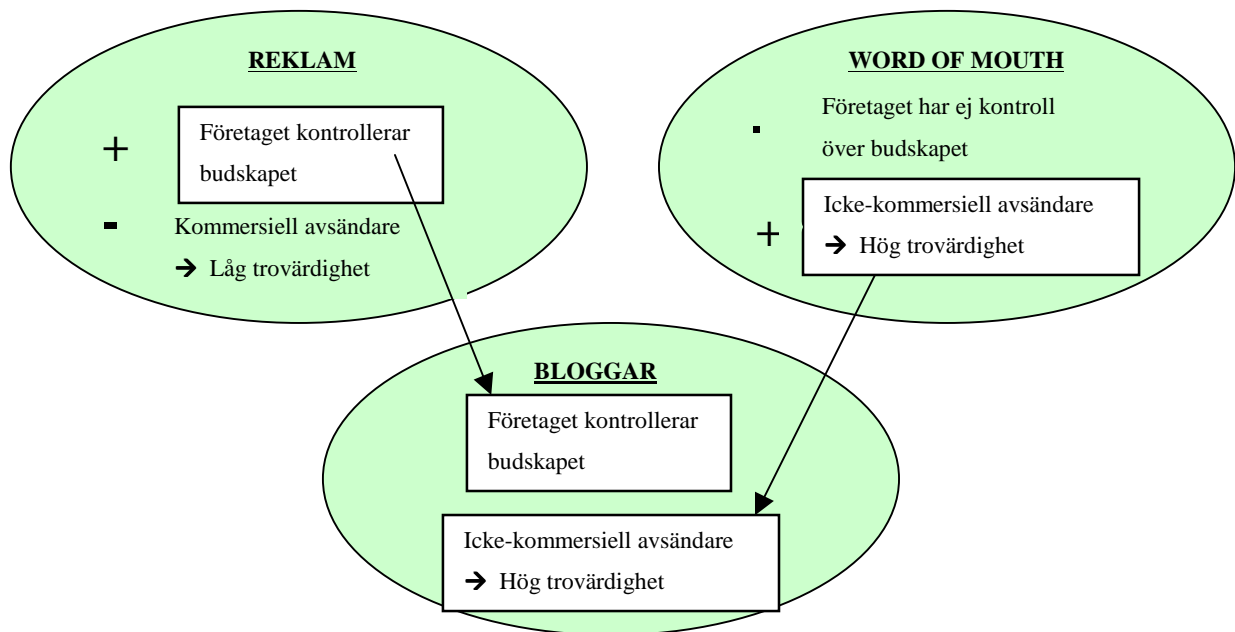 REKLAM
+
Företaget kontrollerar
budskapet
-
Kommersiell avsändare
→ Låg trovärdighet
WORD OF MOUTH
-
Företaget har ej kontroll
över budskapet
+
Icke-kommersiell avsändare
→ Hög trovärdighet
BLOGGAR
Företaget kontrollerar
budskapet
Icke-kommersiell avsändare
→ Hög trovärdighet